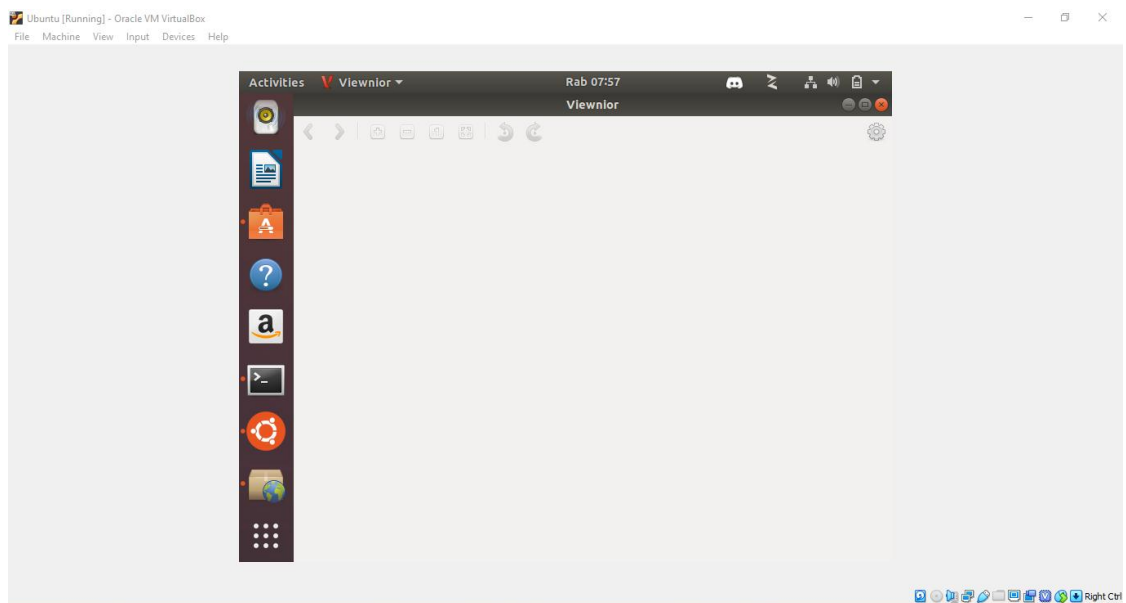 Ubuntu [Running] - Oracle VM VirtualBox
File Machine View Input Devices Help
Activities Viewnior Rab 07:57
Viewnior
Right Ctrl